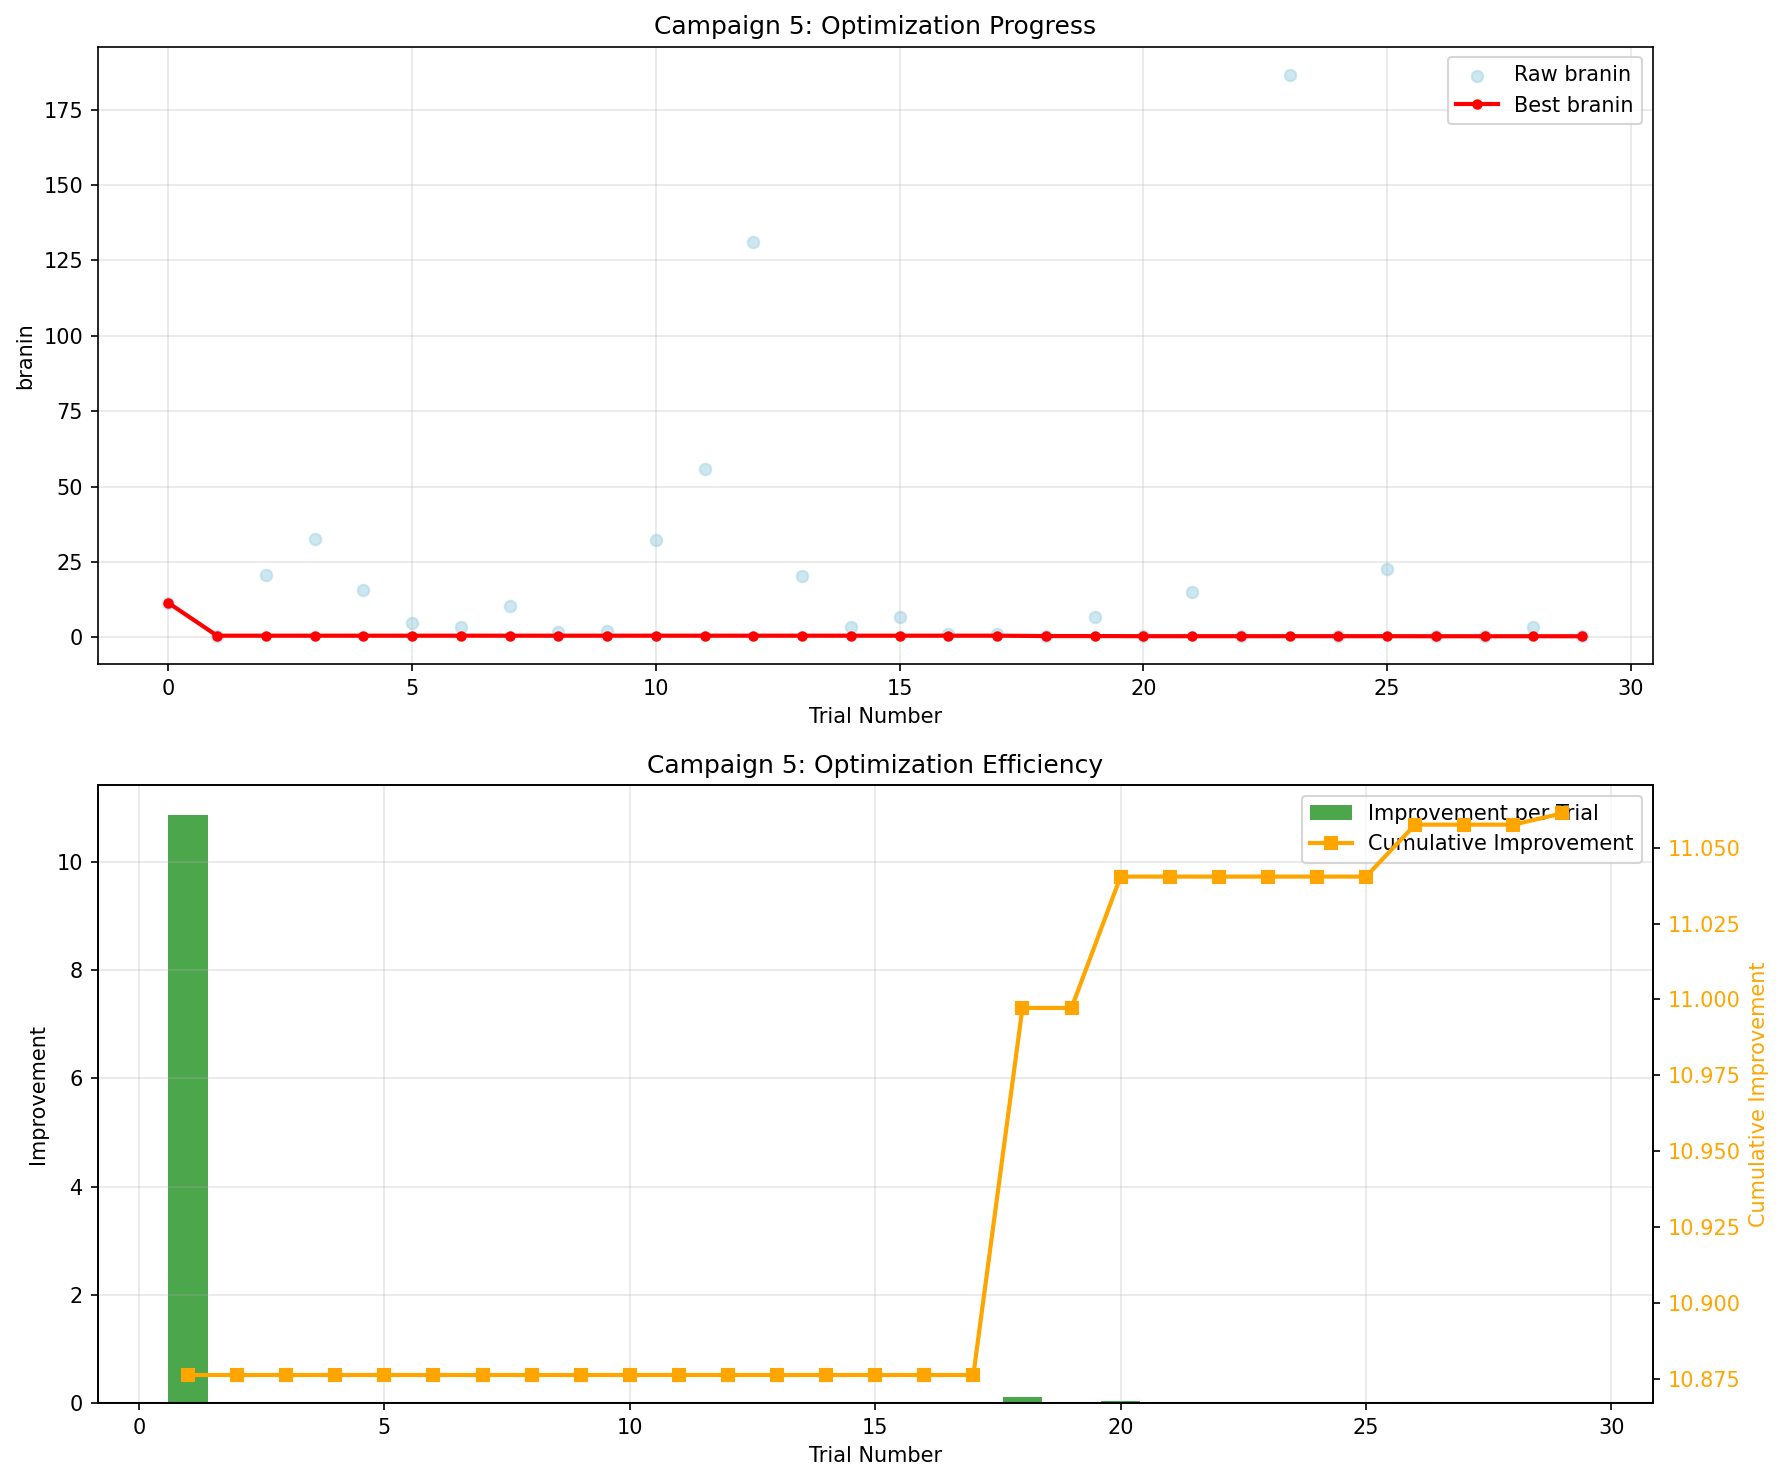 Campaign 5: Optimization Progress
Raw branin
Best branin
175
150
125
100
75
50
25
0
branin
0 5 10 15 20 25 30
Trial Number
Campaign 5: Optimization Efficiency
Improvement per Trial
Cumulative Improvement
10
8
6
4
2
0
Improvement
11.050
11.025
11.000
10.975
10.950
10.925
10.900
10.875
Cumulative Improvement
0 5 10 15 20 25 30
Trial Number